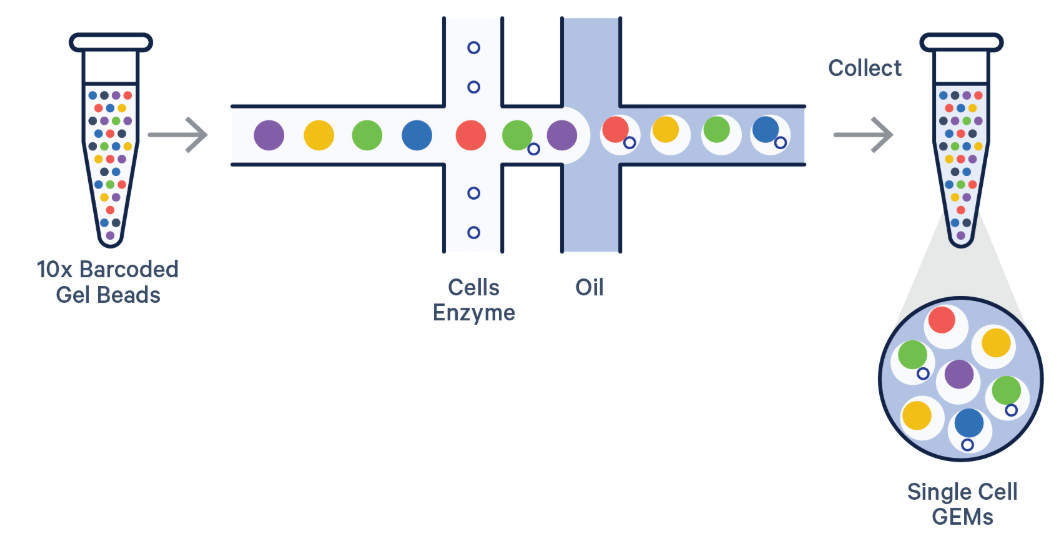 Collect
10x Barcoded
Gel Beads
Cells
Enzyme
Oil
Single Cell
GEMs